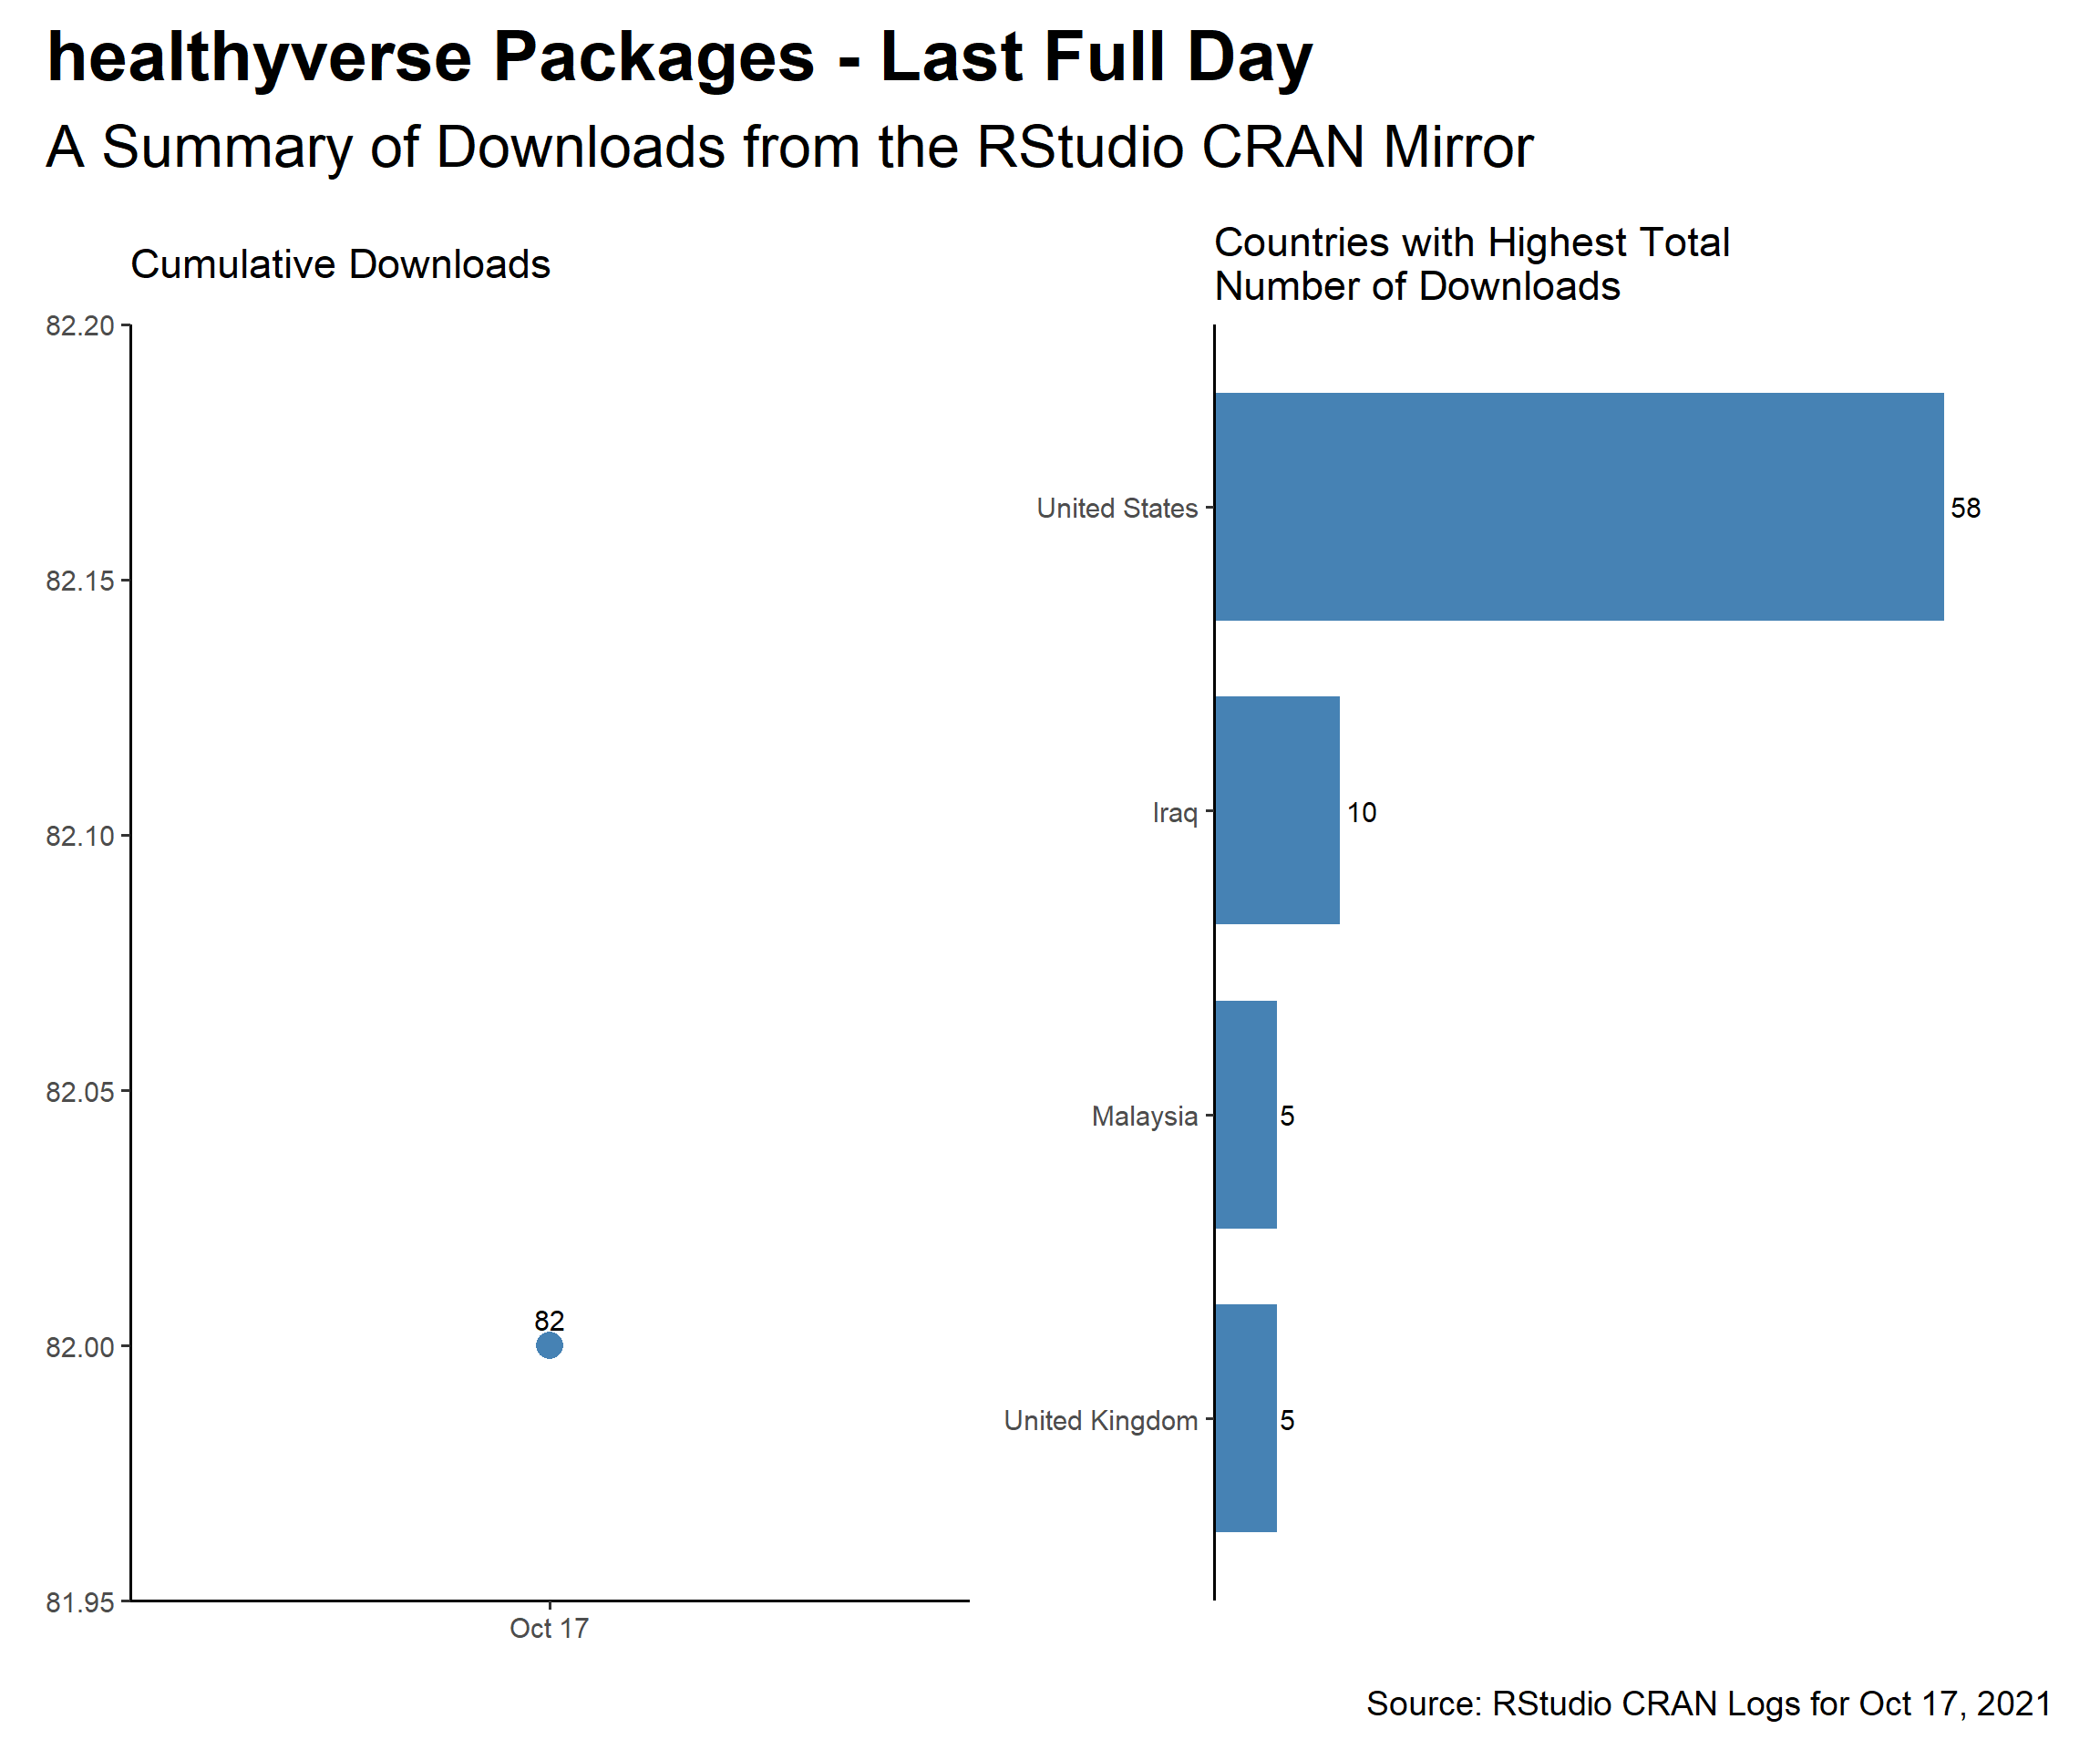 healthyverse Packages - Last Full Day
A Summary of Downloads from the RStudio CRAN Mirror
Cumulative Downloads
82.20
82.15
82.10
82.05
82.00
81.95
82
Oct 17
Countries with Highest Total
Number of Downloads
United States
58
Iraq
10
Malaysia
5
United Kingdom
5
Source: RStudio CRAN Logs for Oct 17, 2021